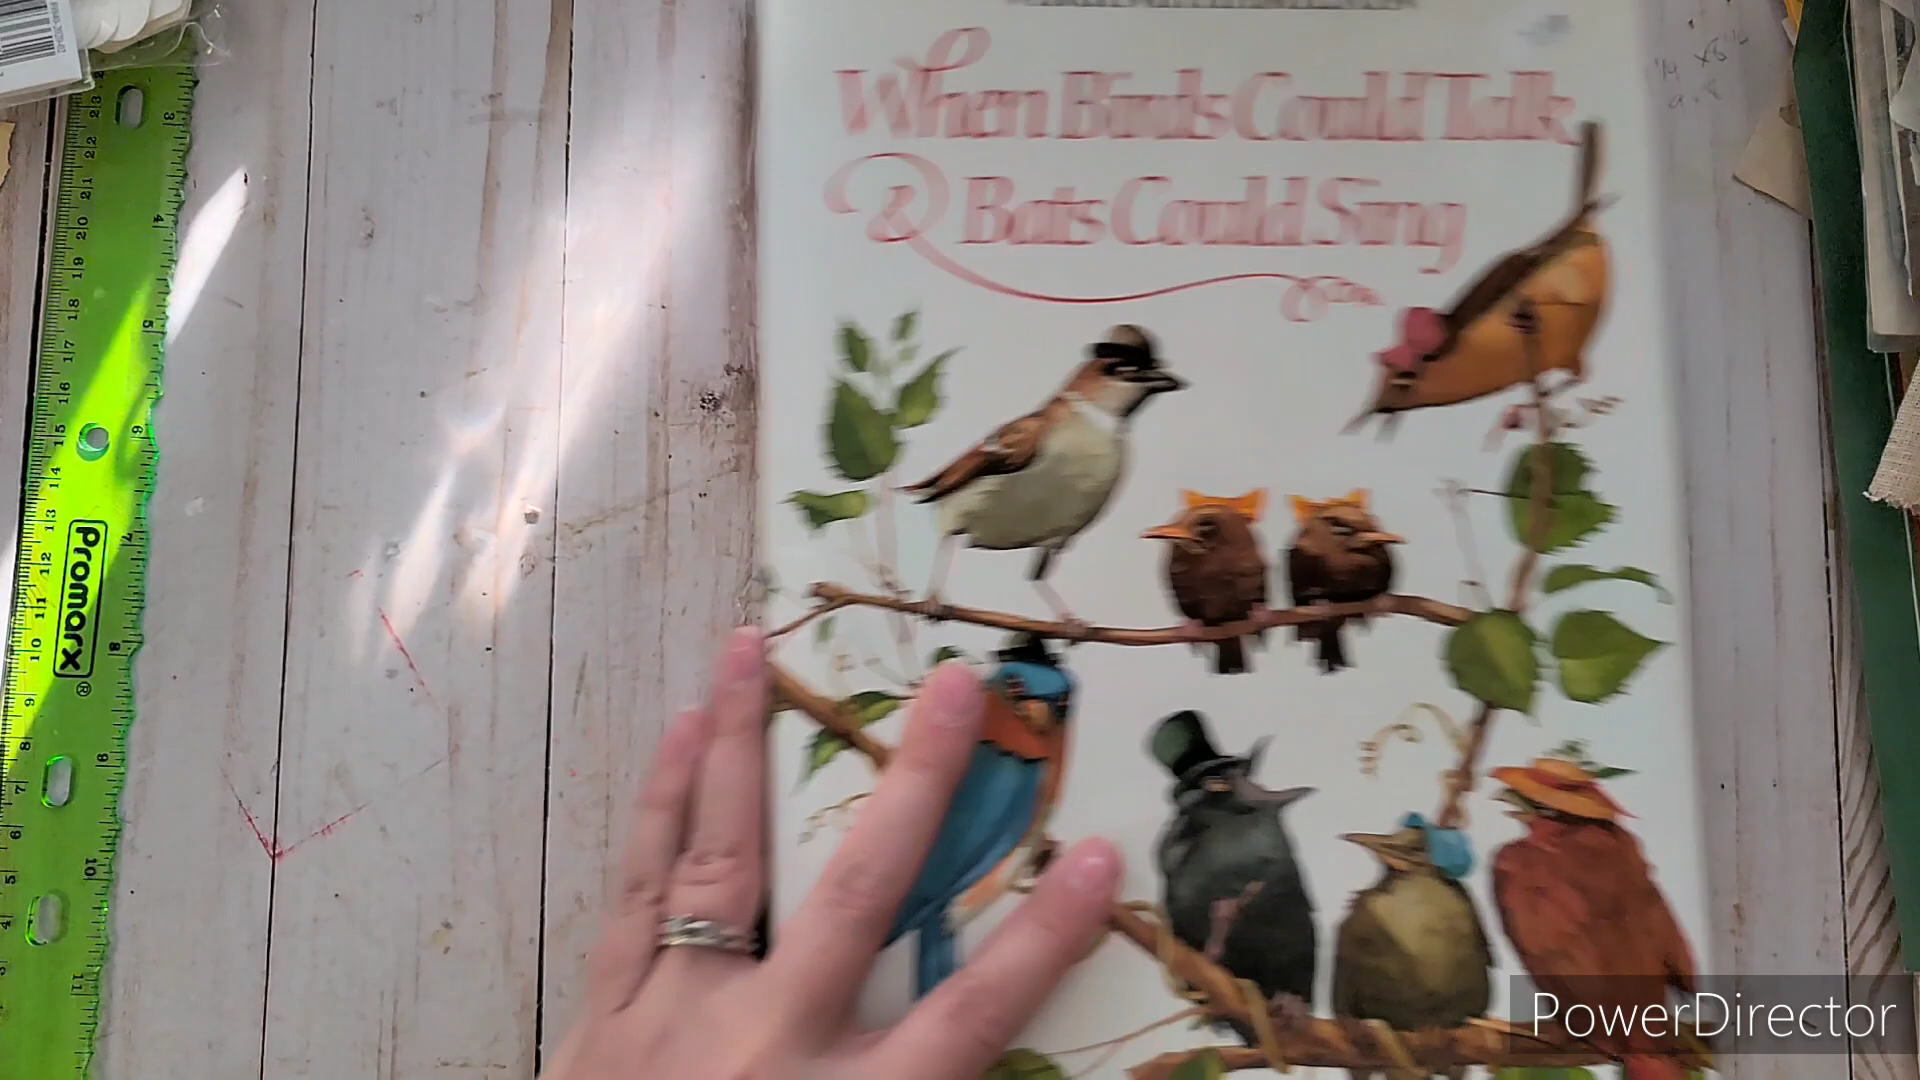 When Birds Could Talk
& Bats Could Sing
Promarx®
PowerDirector